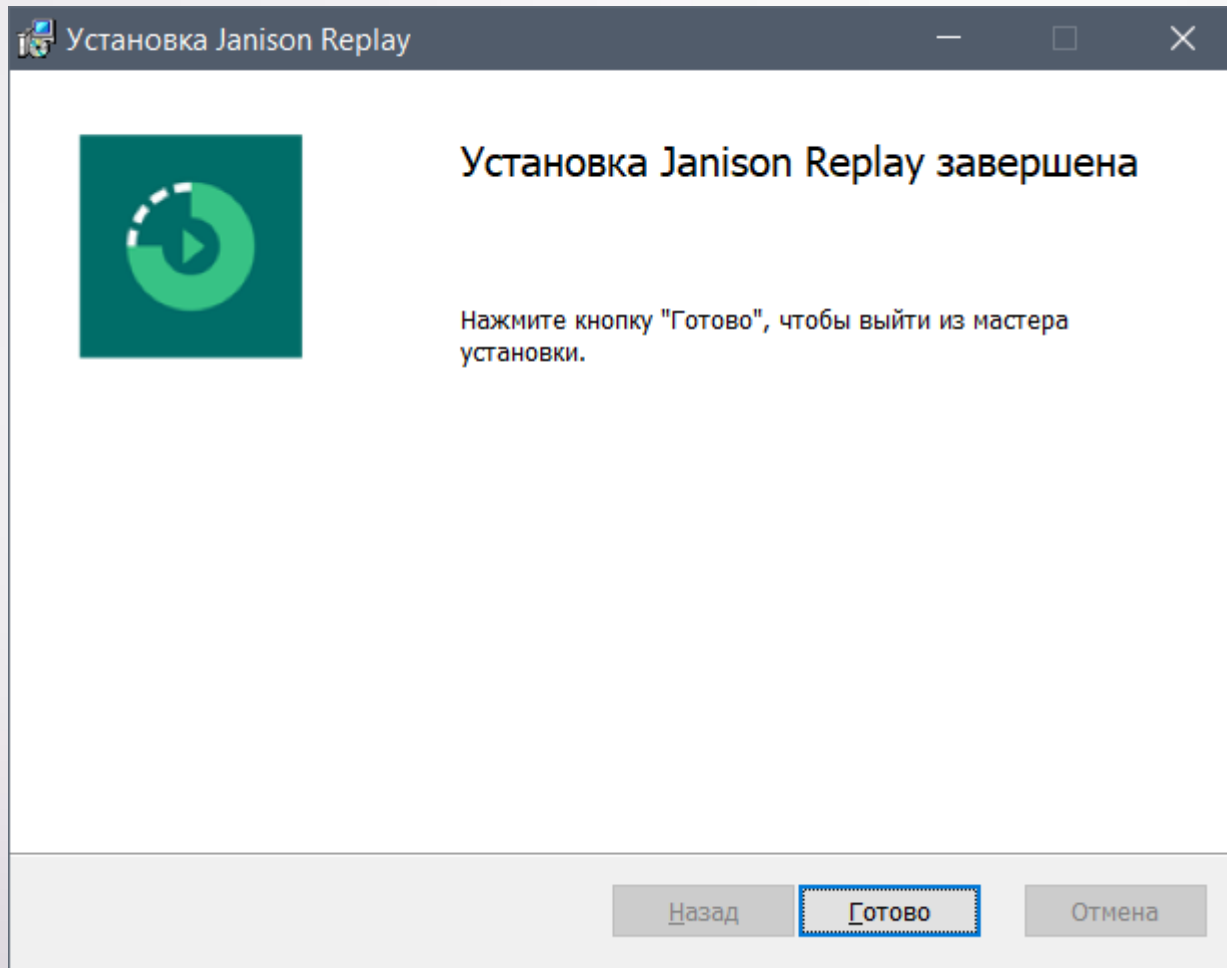 Установка Janison Replay
Установка Janison Replay завершена
Нажмите кнопку "Готово", чтобы выйти из мастера
установки.
Назад
Готово
Отмена